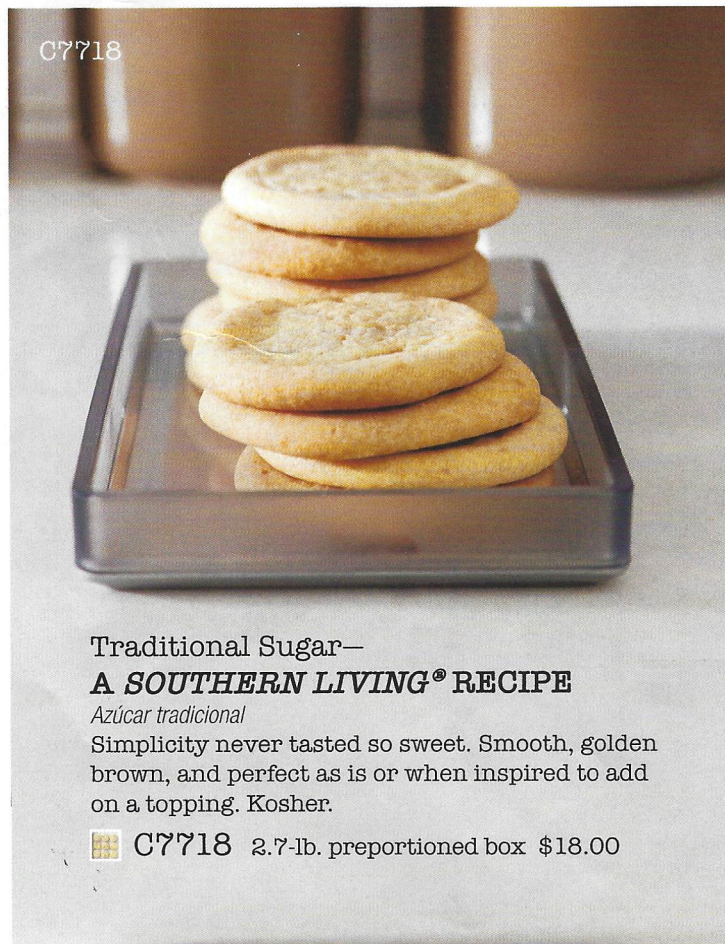 C7718
Traditional Sugar—
A SOUTHERN LIVING® RECIPE
Azúcar tradicional
Simplicity never tasted so sweet. Smooth, golden
brown, and perfect as is or when inspired to add
on a topping. Kosher.
C7718 2.7-lb. preportioned box $18.00